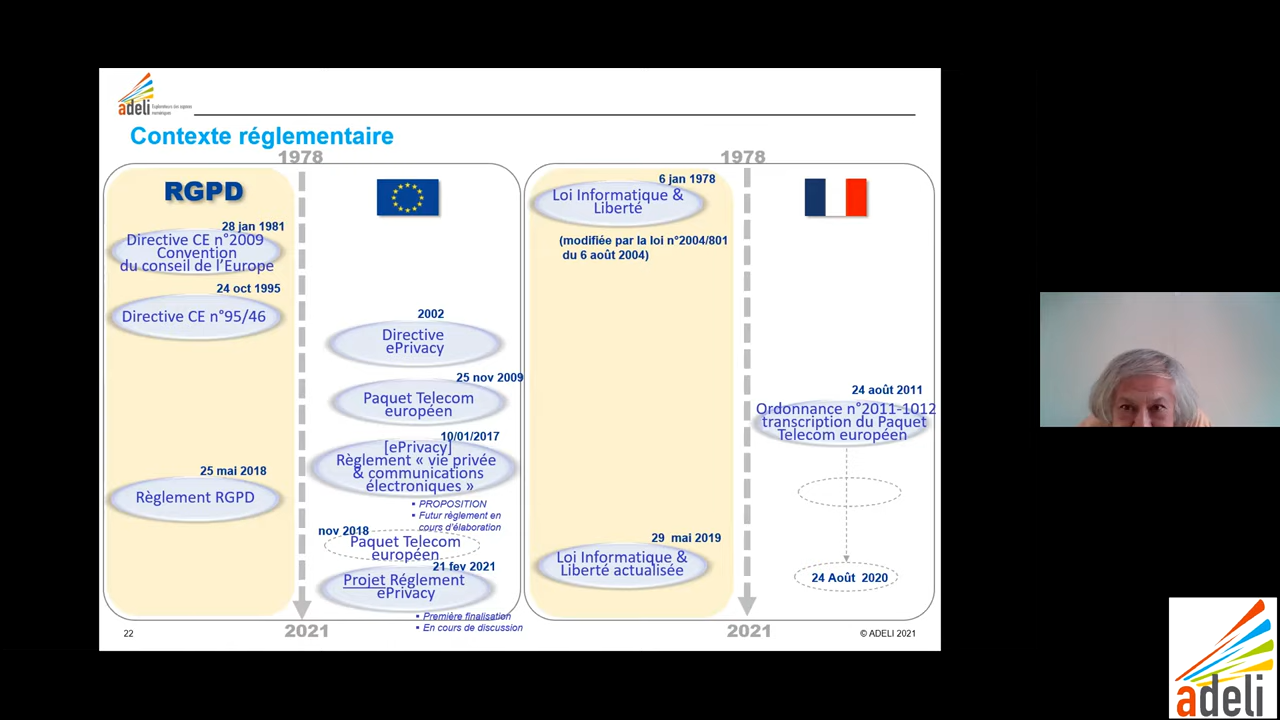 adeli
Explorateurs des espaces
numériques
Contexte réglementaire
1978
RGPD
28 jan 1981
Directive CE n°2009
Convention
du conseil de l'Europe
24 oct 1995
Directive CE n°95/46
25 mai 2018
Règlement RGPD
2002
Directive
ePrivacy
25 nov 2009
Paquet Telecom
européen
10/01/2017
[ePrivacy]
Règlement « vie privée
& communications
électroniques »
▪ PROPOSITION
▪ Futur règlement en
cours d'élaboration
nov 2018
Paquet Telecom
européen
21 fev 2021
Projet Réglement
ePrivacy
▪ Première finalisation
▪ En cours de discussion
2021
1978
6 jan 1978
Loi Informatique &
Liberté
(modifiée par la loi n°2004/801
du 6 août 2004)
29 mai 2019
Loi Informatique &
Liberté actualisée
24 août 2011
Ordonnance n°2011-1012
transcription du Paquet
Telecom européen
24 Août 2020
2021
22
© ADELI 2021
adeli